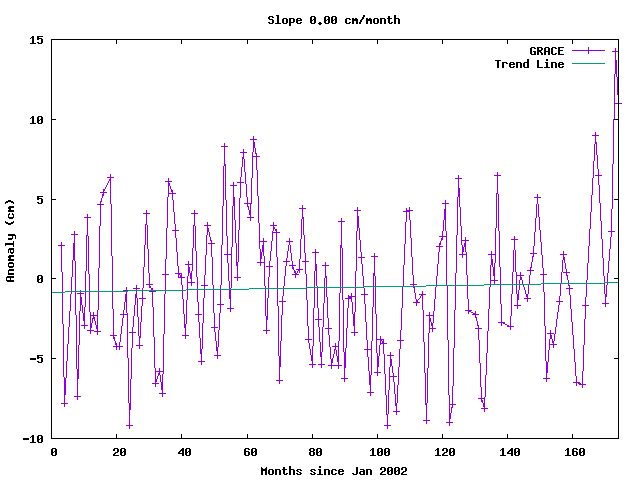 Slope 0.00 cm/month
GRACE
Trend Line
15
10
5
0
-5
-10
Anomaly (cm)
0 20 40 60 80 100 120 140 160
Months since Jan 2002